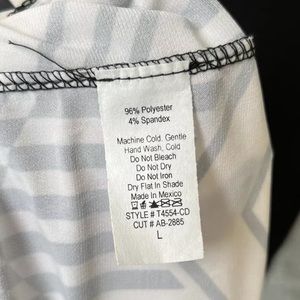 96% Polyester
4% Spandex
Machine Cold, Gentle
Hand Wash, Cold
Do Not Bleach
Do Not Dry
Do Not Iron
Dry Flat In Shade
Made In Mexico
STYLE # T4554-CD
CUT # AB-2885
L